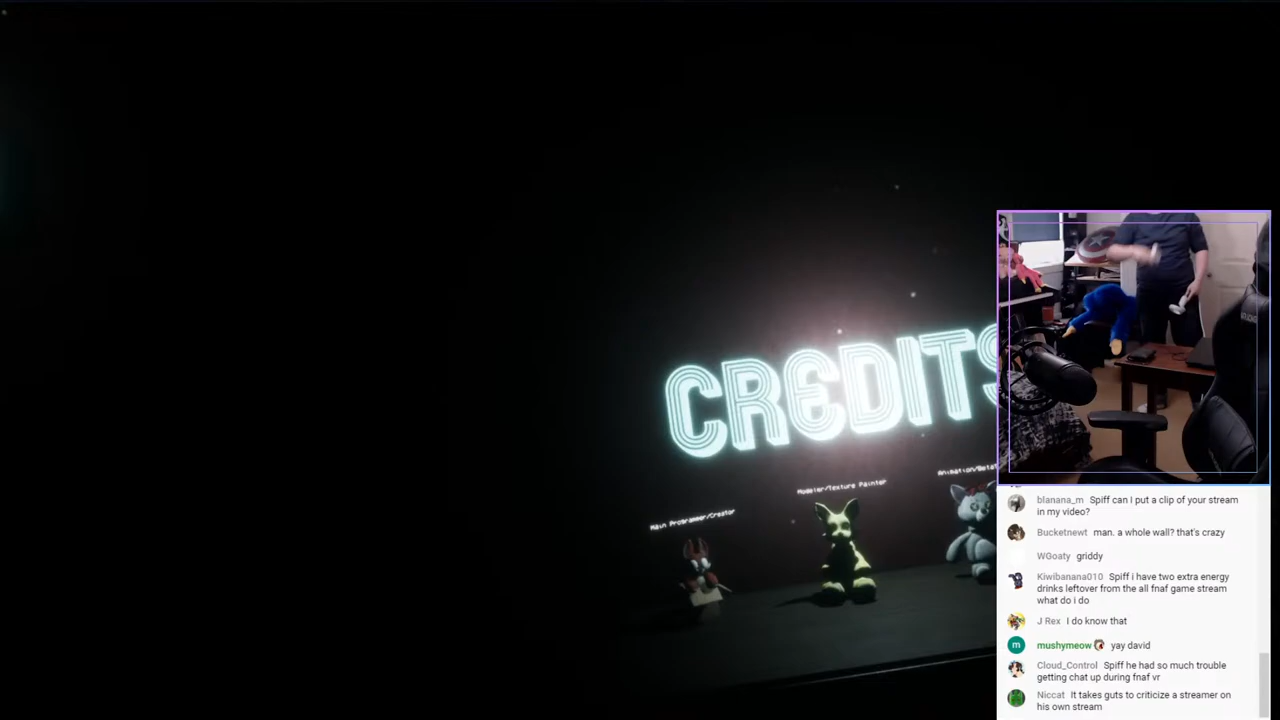 CREDITS
Main Programmer/Creator
Modeler/Texture Painter
blanana_m Spiff can I put a clip of your stream
in my video?
Bucketnewt man. a whole wall? that's crazy
WGoaty griddy
Kiwibanana010 Spiff i have two extra energy
drinks leftover from the all fnaf game stream
what do i do
J Rex I do know that
m
mushymeow yay david
Cloud_Control Spiff he had so much trouble
getting chat up during fnaf vr
Niccat It takes guts to criticize a streamer on
his own stream